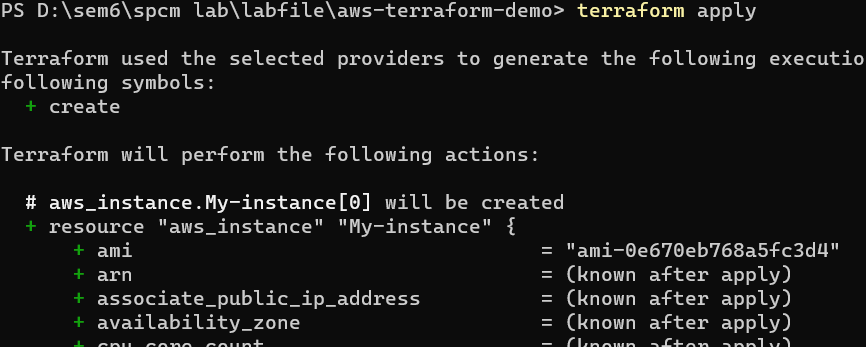 PS D:\sem6\spcm lab\labfile\aws-terraform-demo> terraform apply
Terraform used the selected providers to generate the following executio
following symbols:
+ create
Terraform will perform the following actions:
# aws_instance.My-instance[0] will be created
+ resource "aws_instance" "My-instance" {
+ ami = "ami-0e670eb768a5fc3d4"
+ arn = (known after apply)
+ associate_public_ip_address = (known after apply)
+ availability_zone = (known after apply)
+ cpu_core_count = (known after apply)